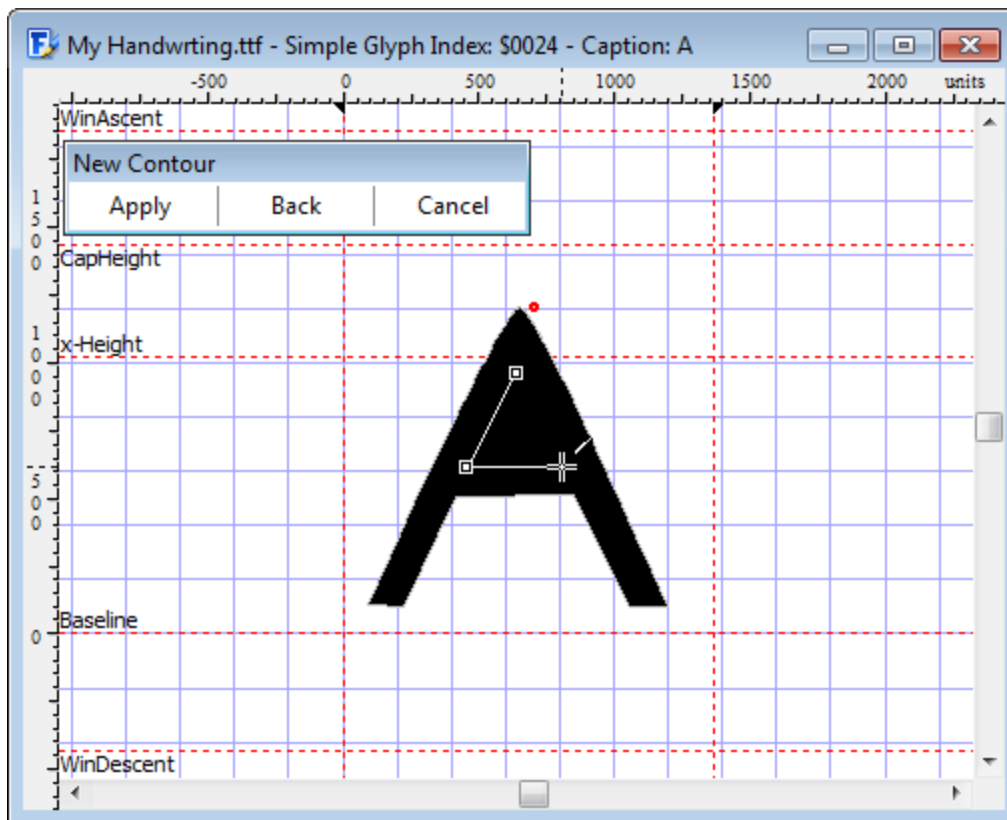 My Handwrting.ttf - Simple Glyph Index: $0024 - Caption: A
-500 0 500 1000 1500 2000 units
WinAscent
New Contour
Apply Back Cancel
1500
CapHeight
1000
x-Height
500
Baseline
0
WinDescent